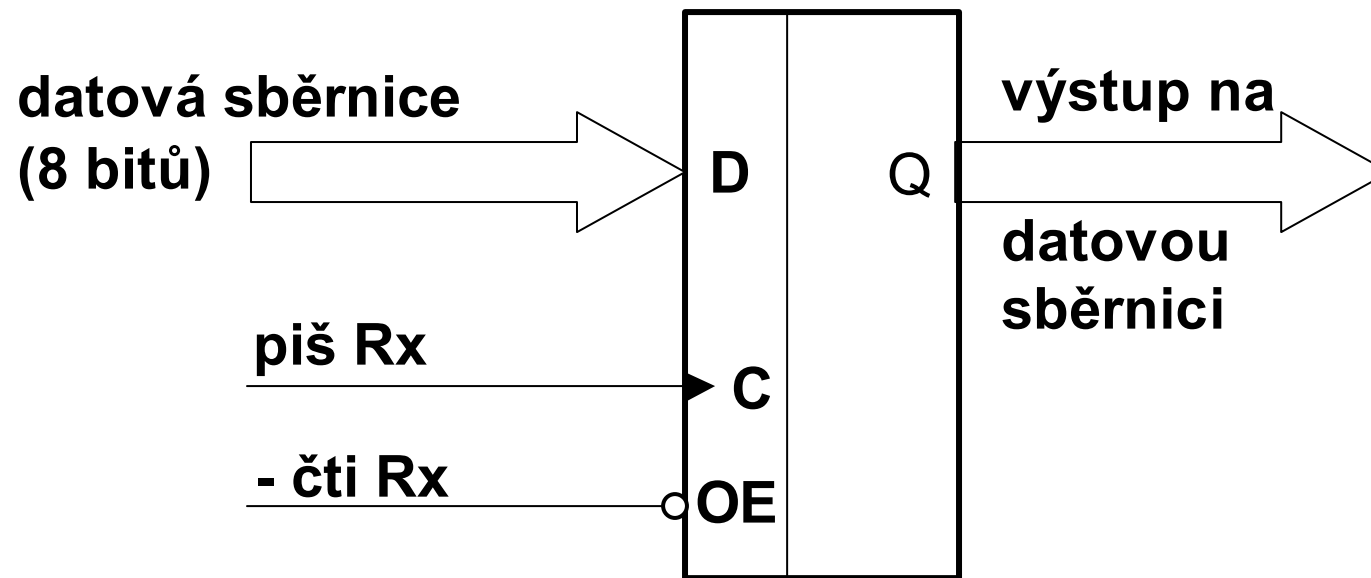 datová sběrnice
(8 bitů)
D
Q
výstup na
datovou
sběrnici
piš Rx
C
- čti Rx
OE